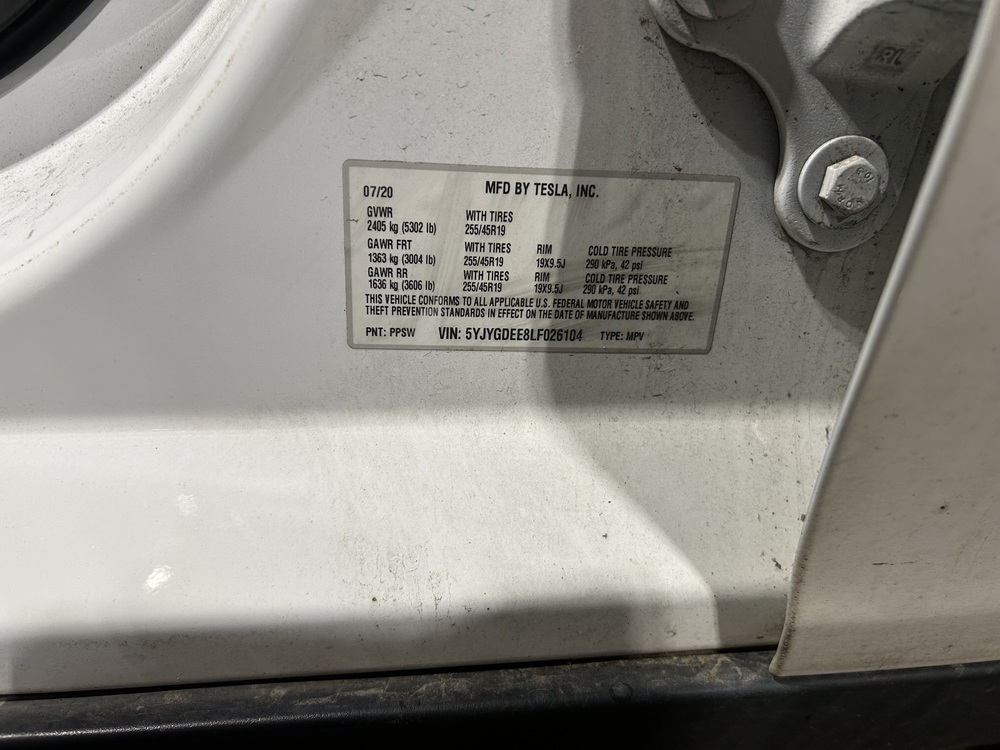 07/20 MFD BY TESLA, INC.
GVWR WITH TIRES
2405 kg (5302 lb) 255/45R19
GAWR FRT WITH TIRES RIM COLD TIRE PRESSURE
1363 kg (3004 lb) 255/45R19 19X9.5J 290 kPa, 42 psi
GAWR RR WITH TIRES RIM COLD TIRE PRESSURE
1636 kg (3606 lb) 255/45R19 19X9.5J 290 kPa, 42 psi
THIS VEHICLE CONFORMS TO ALL APPLICABLE U.S. FEDERAL MOTOR VEHICLE SAFETY AND
THEFT PREVENTION STANDARDS IN EFFECT ON THE DATE OF MANUFACTURE SHOWN ABOVE.
PNT: PPSW VIN: 5YJYGDEE8LF026104 TYPE: MPV